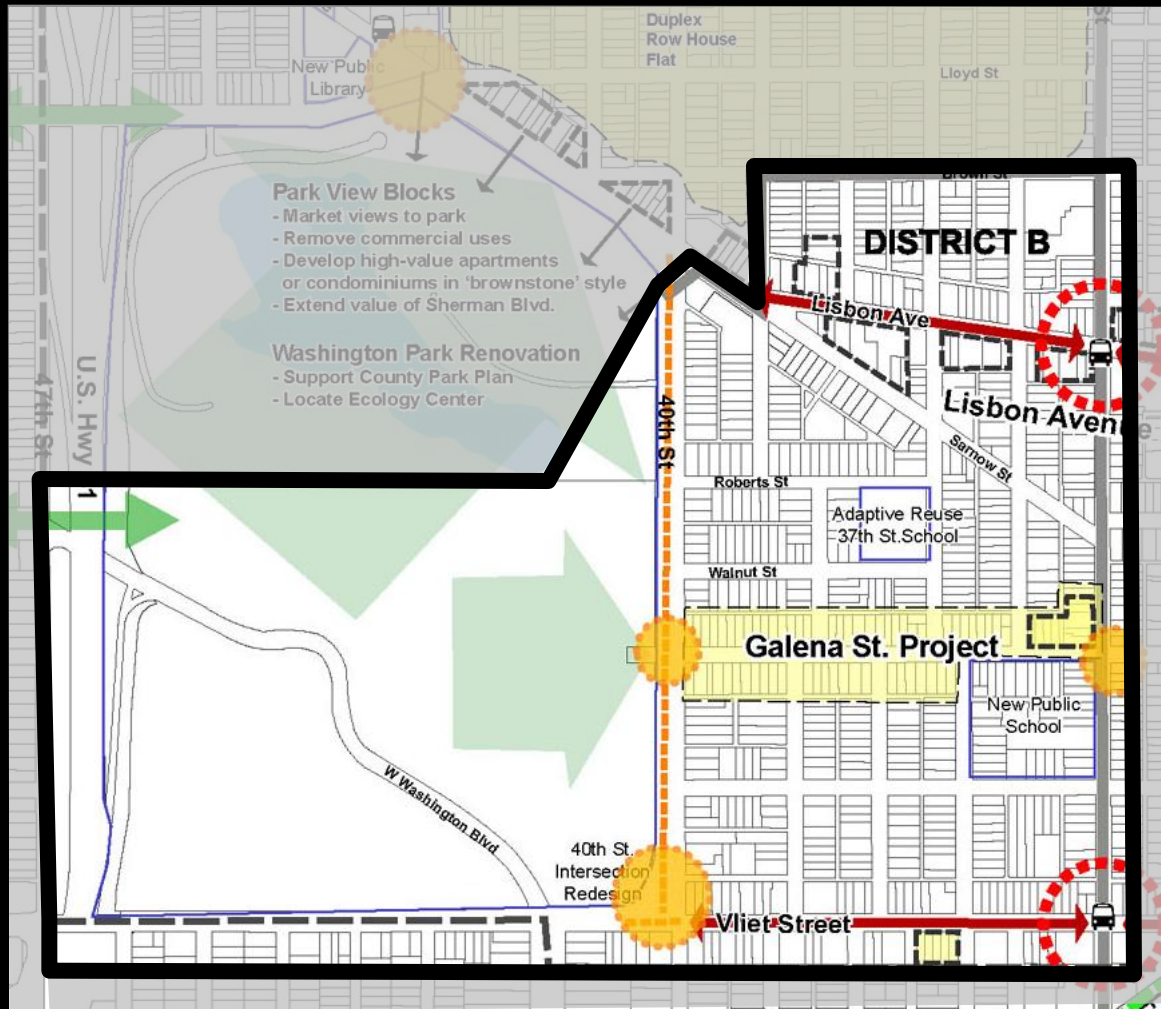 Duplex
Row House
Flat
Lloyd St
St
New Public
Library
Park View Blocks
- Market views to park
- Remove commercial uses
- Develop high-value apartments
or condominiums in 'brownstone' style
- Extend value of Sherman Blvd.
Washington Park Renovation
- Support County Park Plan
- Locate Ecology Center
47th St
U.S. Hwy
1
Brown St
DISTRICT B
Lisbon Ave
Lisbon Avenue
40th St
Sarnow St
Roberts St
Adaptive Reuse
37th St.School
Walnut St
Galena St. Project
New Public
School
W Washington Blvd
40th St.
Intersection
Redesign
Vliet Street